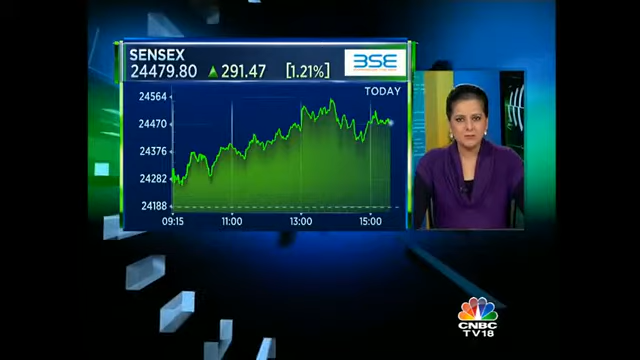 SENSEX
24479.80 ▲ 291.47 [1.21%]
BSE
TODAY
24564
24470
24376
24282
24188
09:15 11:00 13:00 15:00
CNBC
TV18